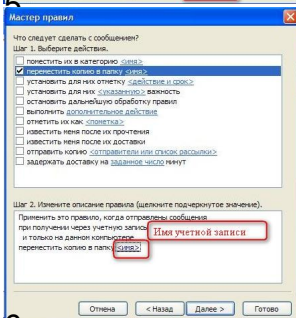 Мастер правил
Что следует сделать с сообщением?
Шаг 1. Выберите действия.
поместить их в категорию <имя>
переместить копию в папку <имя>
установить для них отметку <действие и срок>
установить для них <указанную> важность
остановить дальнейшую обработку правил
выполнить дополнительное действие
отметить их как <пометка>
известить меня после их прочтения
известить меня после их доставки
отправить копию <отправители или список рассылки>
задержать доставку на заданное число минут
Шаг 2. Измените описание правила (щелкните подчеркнутое значение).
Применить это правило, когда отправлены сообщения
при получении через учетную запись
Имя учетной записи
и только на данном компьютере
переместить копию в папку <имя>
Отмена
< Назад
Далее >
Готово